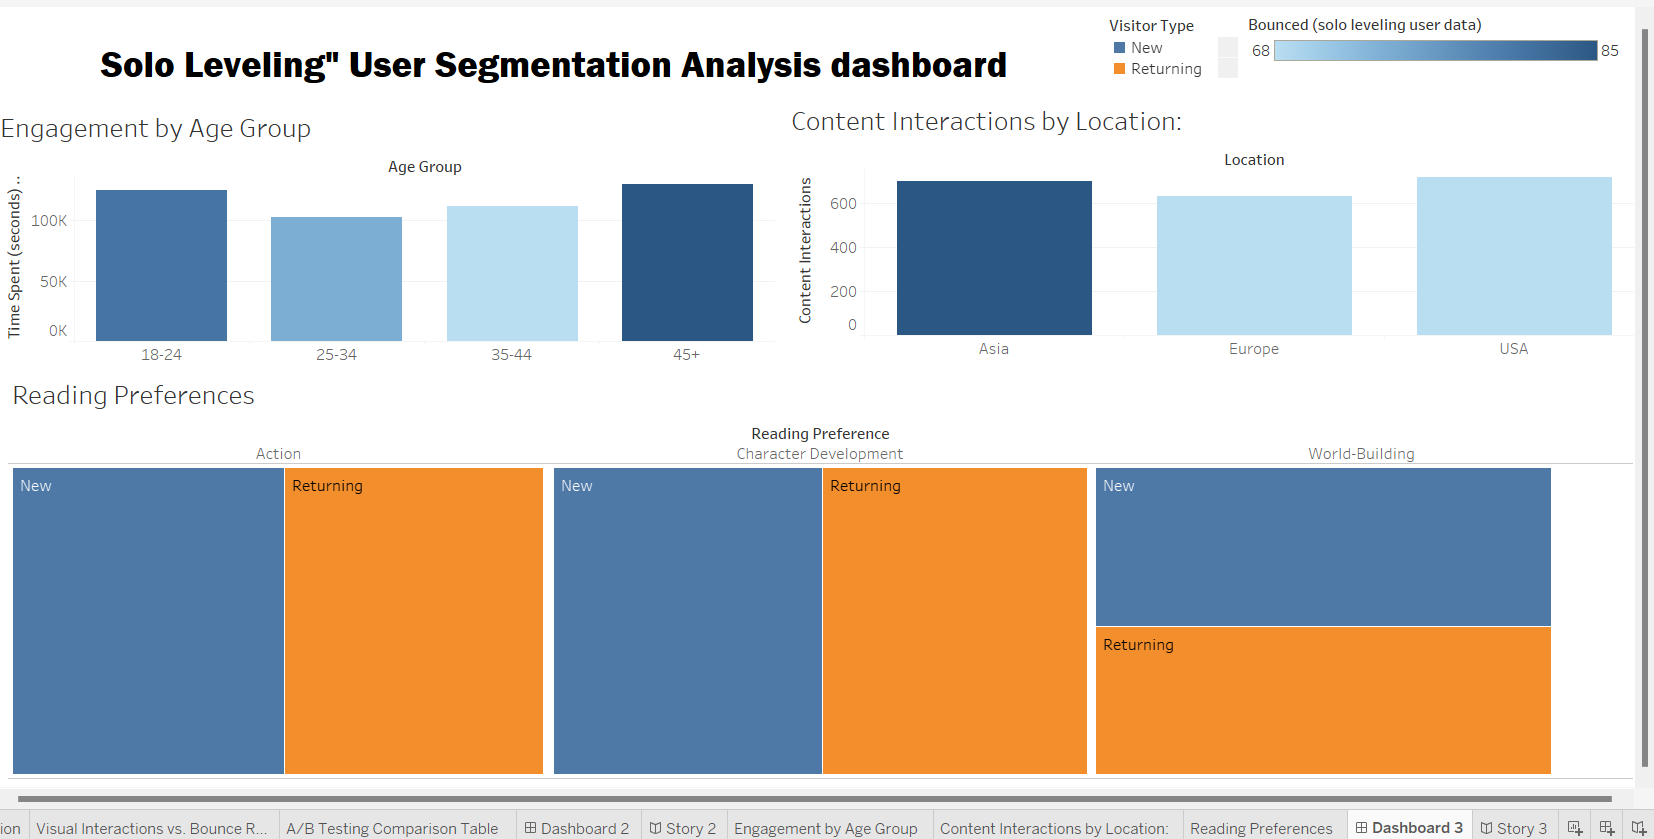 Solo Leveling" User Segmentation Analysis dashboard
Visitor Type
New
Returning
Bounced (solo leveling user data)
68 85
Engagement by Age Group
Age Group
Time Spent (seconds) ..
100K
50K
0K
18-24 25-34 35-44 45+
Content Interactions by Location:
Location
Content Interactions
600
400
200
0
Asia Europe USA
Reading Preferences
Reading Preference
Action Character Development World-Building
New Returning New Returning New
Returning
ion Visual Interactions vs. Bounce R... A/B Testing Comparison Table Dashboard 2 Story 2 Engagement by Age Group Content Interactions by Location: Reading Preferences Dashboard 3 Story 3